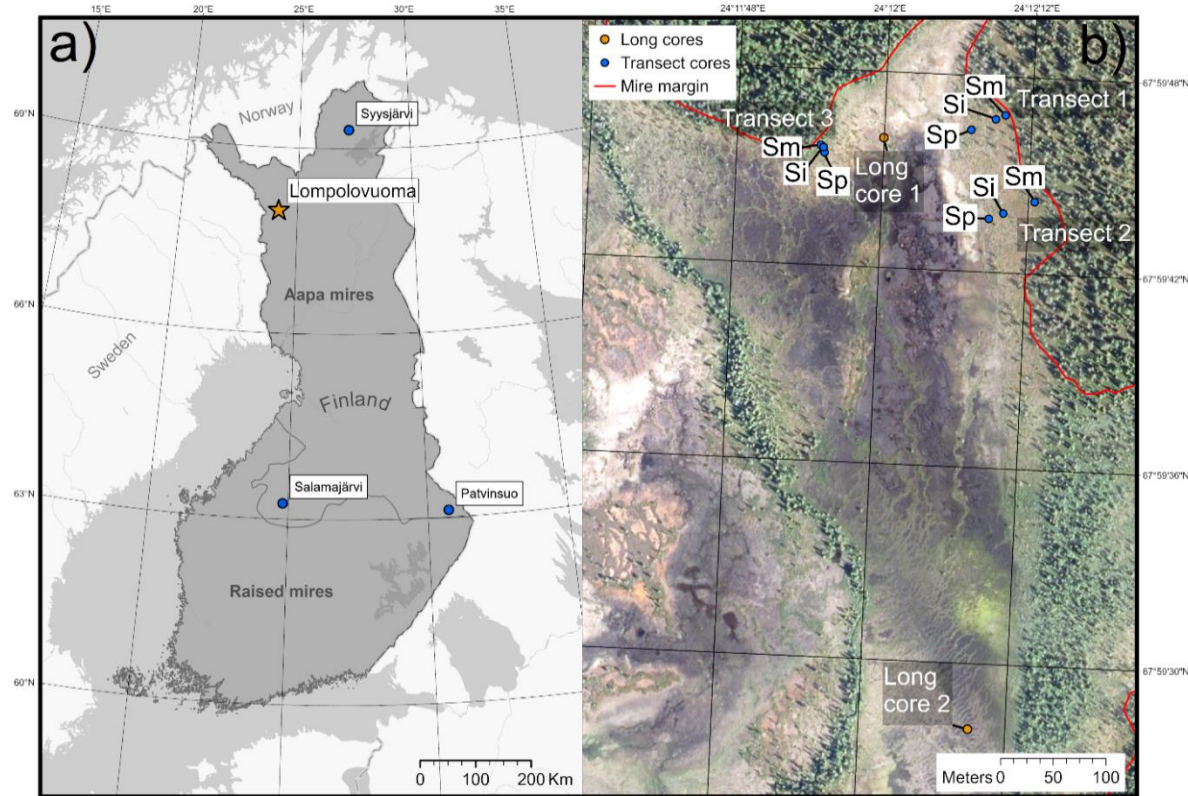 a)
20°E
25°E
30°E
35°E
69°N
66°N
63°N
60°N
Norway
Syysjärvi
Lompolovuoma
Aapa mires
Sweden
Finland
Salamajärvi
Patvinsuo
Raised mires
0 100 200 Km
b)
24°11'48"E
24°12'0"E
24°12'12"E
Long cores
Transect cores
Mire margin
67°59'48"N
67°59'42"N
67°59'36"N
67°59'30"N
Sm
Si
Sp
Transect 1
Transect 3
Sm
Si
Sp
Long
core 1
Si
Sm
Sp
Transect 2
Long
core 2
Meters 0 50 100